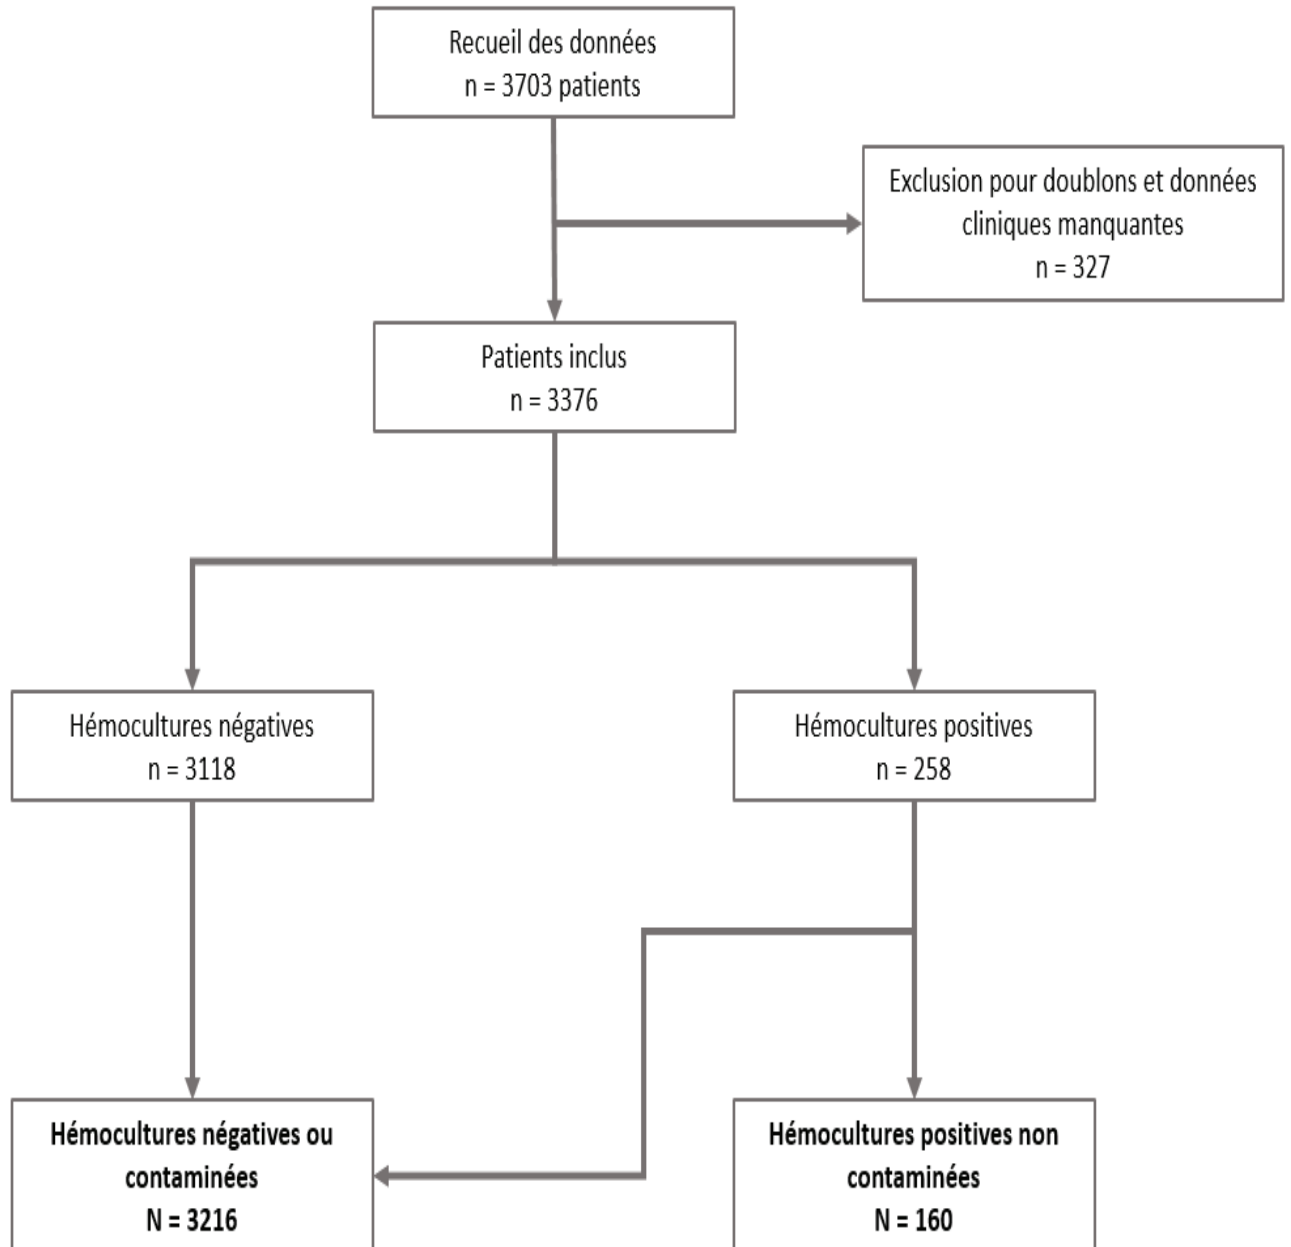 Recueil des données
n = 3703 patients
Exclusion pour doublons et données
cliniques manquantes
n = 327
Patients inclus
n = 3376
Hémocultures négatives
n = 3118
Hémocultures positives
n = 258
Hémocultures négatives ou
contaminées
N = 3216
Hémocultures positives non
contaminées
N = 160